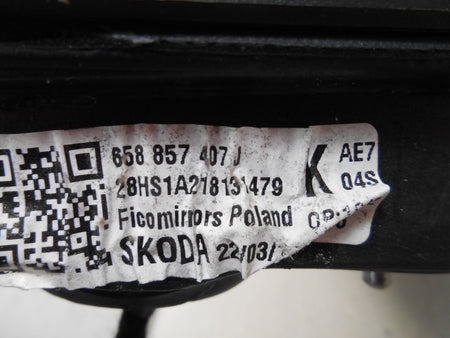 658 857 407 J
28HS1A218131479
K
AE7
04S
Ficomirrors Poland
SKODA 22/03/